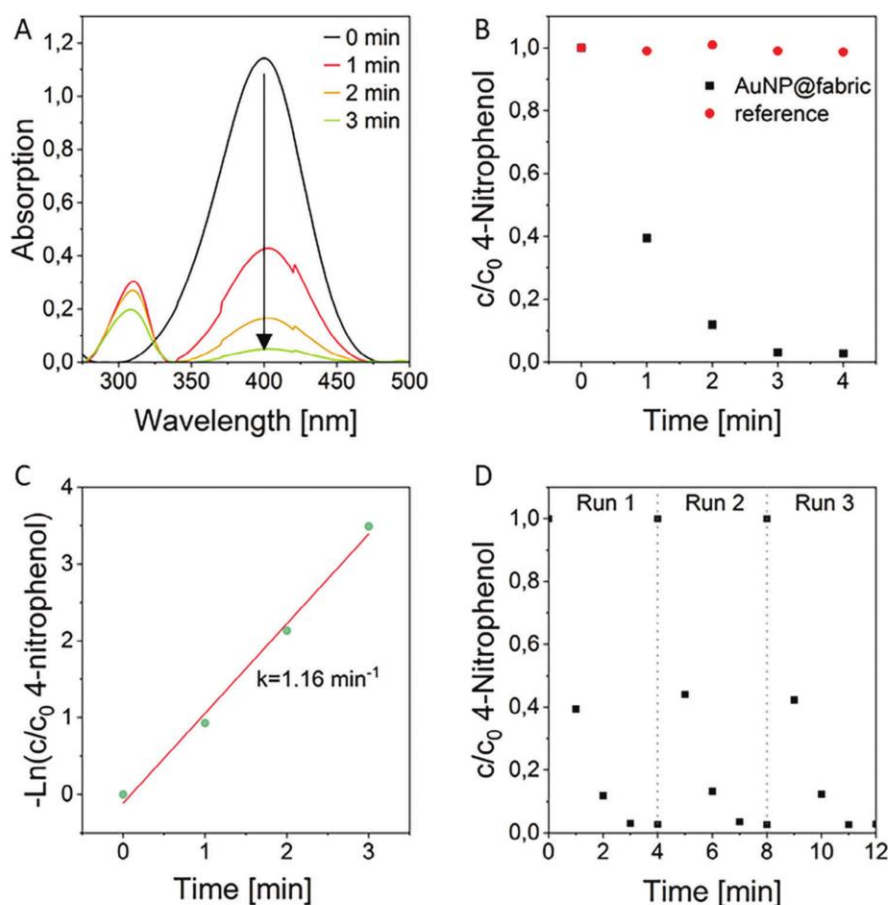 A
1,2
1,0
0,8
0,6
0,4
0,2
0,0
Absorption
0 min
1 min
2 min
3 min
300 350 400 450 500
Wavelength [nm]
B
1,0
0,8
0,6
0,4
0,2
0,0
c/c0 4-Nitrophenol
AuNP@fabric
reference
0 1 2 3 4
Time [min]
C
4
3
2
1
0
-Ln(c/c0 4-nitrophenol)
k=1.16 min-1
0 1 2 3
Time [min]
D
Run 1 Run 2 Run 3
1,0
0,8
0,6
0,4
0,2
0,0
c/c0 4-Nitrophenol
0 2 4 6 8 10 12
Time [min]